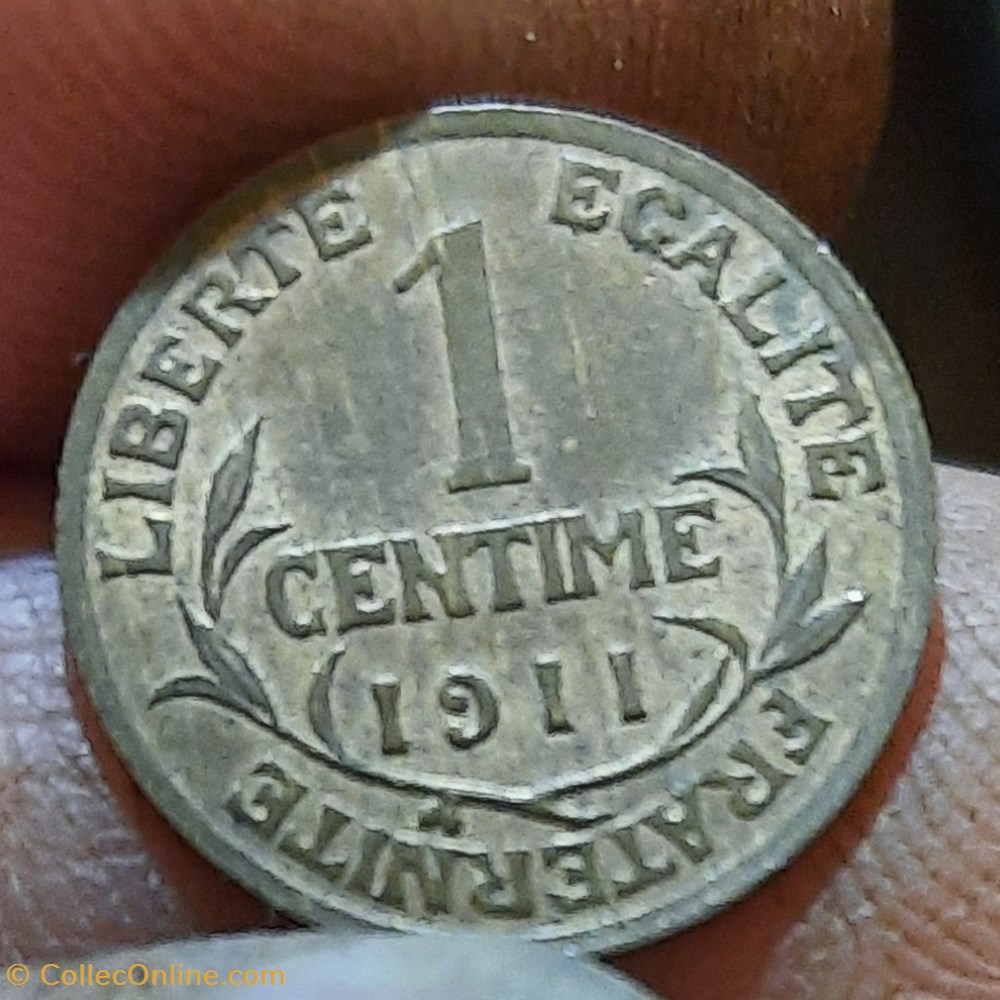 LIBERTE EGALITE FRATERNITE
1
CENTIME
1911
© CollecOnline.com